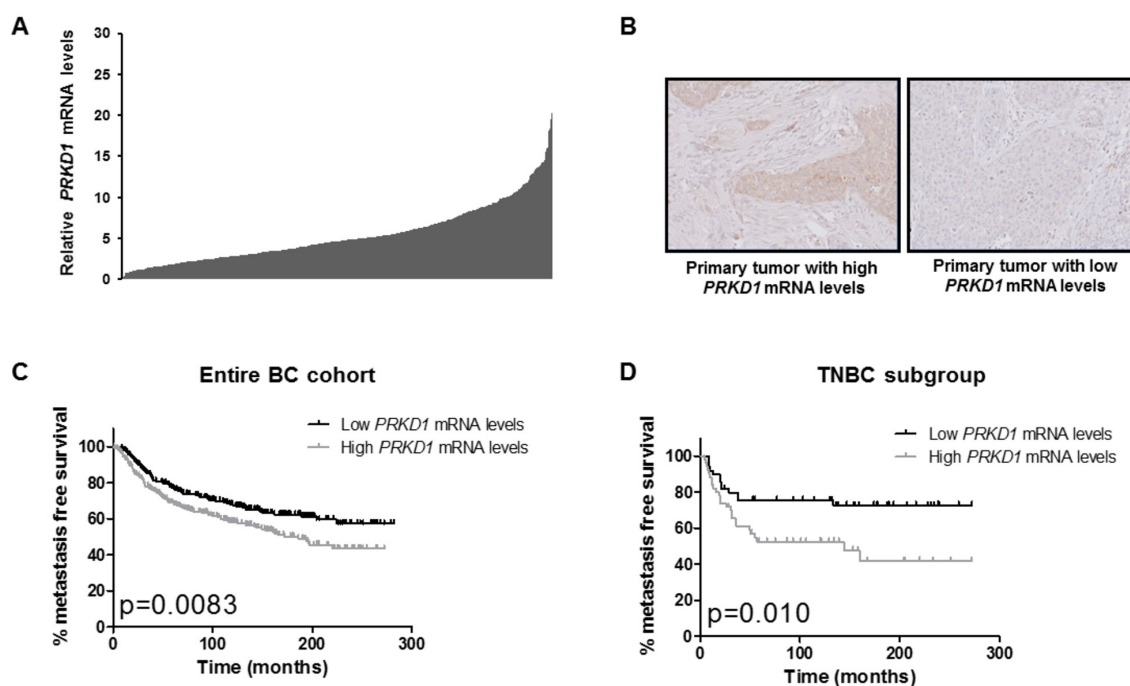 A
Relative PRKD1 mRNA levels
30
25
20
15
10
5
0
B
Primary tumor with high
PRKD1 mRNA levels
Primary tumor with low
PRKD1 mRNA levels
C
Entire BC cohort
Low PRKD1 mRNA levels
High PRKD1 mRNA levels
% metastasis free survival
100
80
60
40
20
0
p=0.0083
0 100 200 300
Time (months)
D
TNBC subgroup
Low PRKD1 mRNA levels
High PRKD1 mRNA levels
% metastasis free survival
100
80
60
40
20
0
p=0.010
0 100 200 300
Time (months)